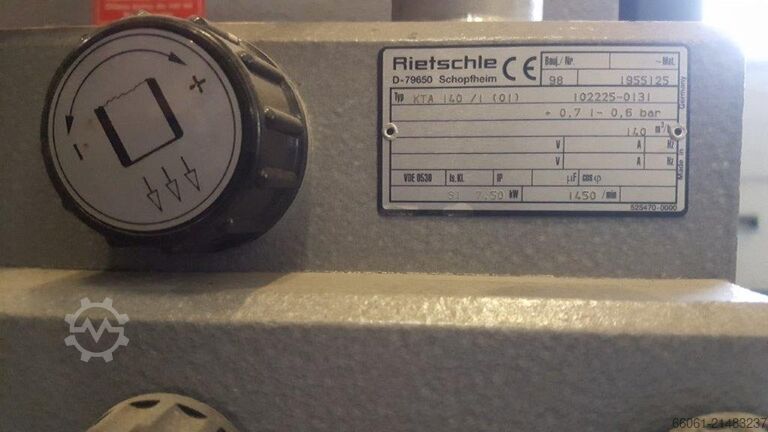 +
−
Rietschle CE
D-79650 Schopfheim
Bauj./Nr. ~Mat.
98 1955125
Typ KTA 140 /1 (01) 102225-0131
+ 0,7 /- 0,6 bar
140 m³/h
V A Hz
V A Hz
VDE 0530 Is.Kl. IP µF cos φ
S1 7,50 kW 1450 /min
Made in Germany
525470-0000
66061-21483237